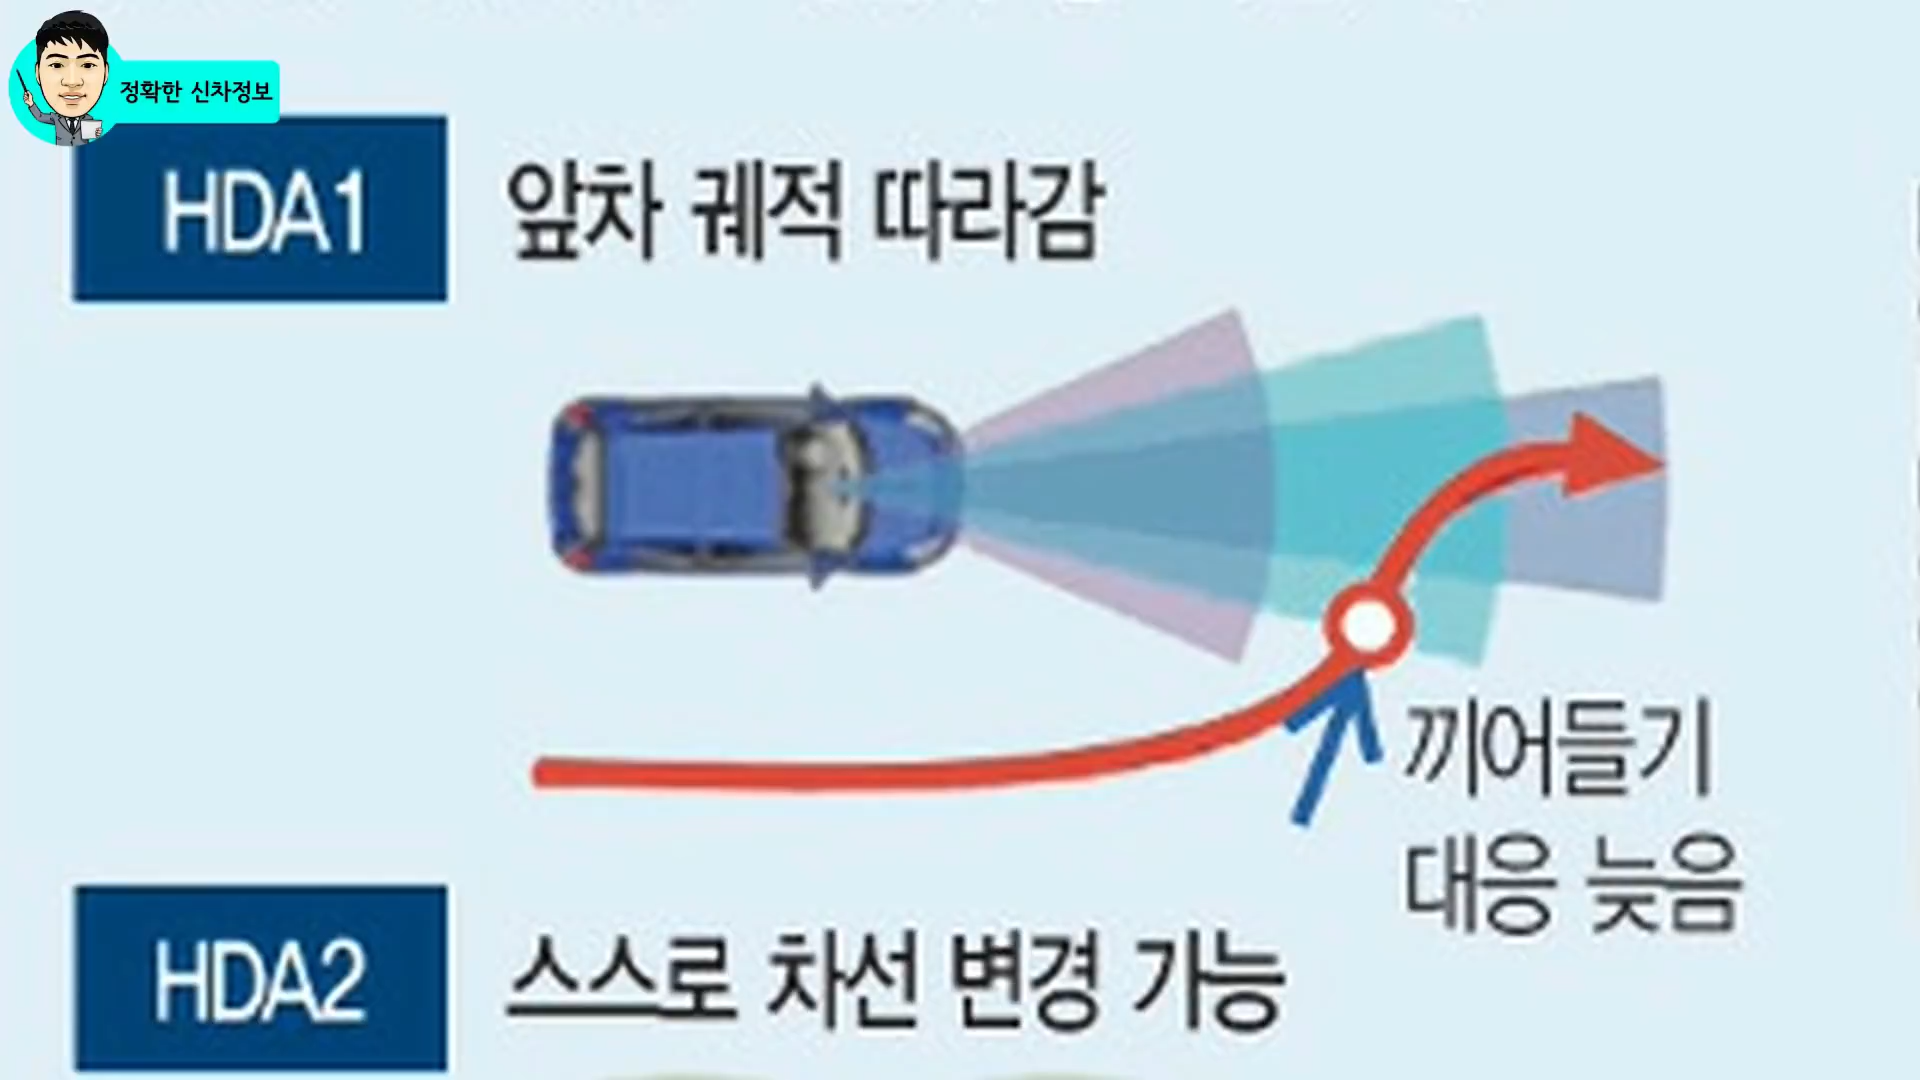 정확한 신차정보
HDA1
앞차 궤적 따라감
끼어들기
대응 늦음
HDA2
스스로 차선 변경 가능